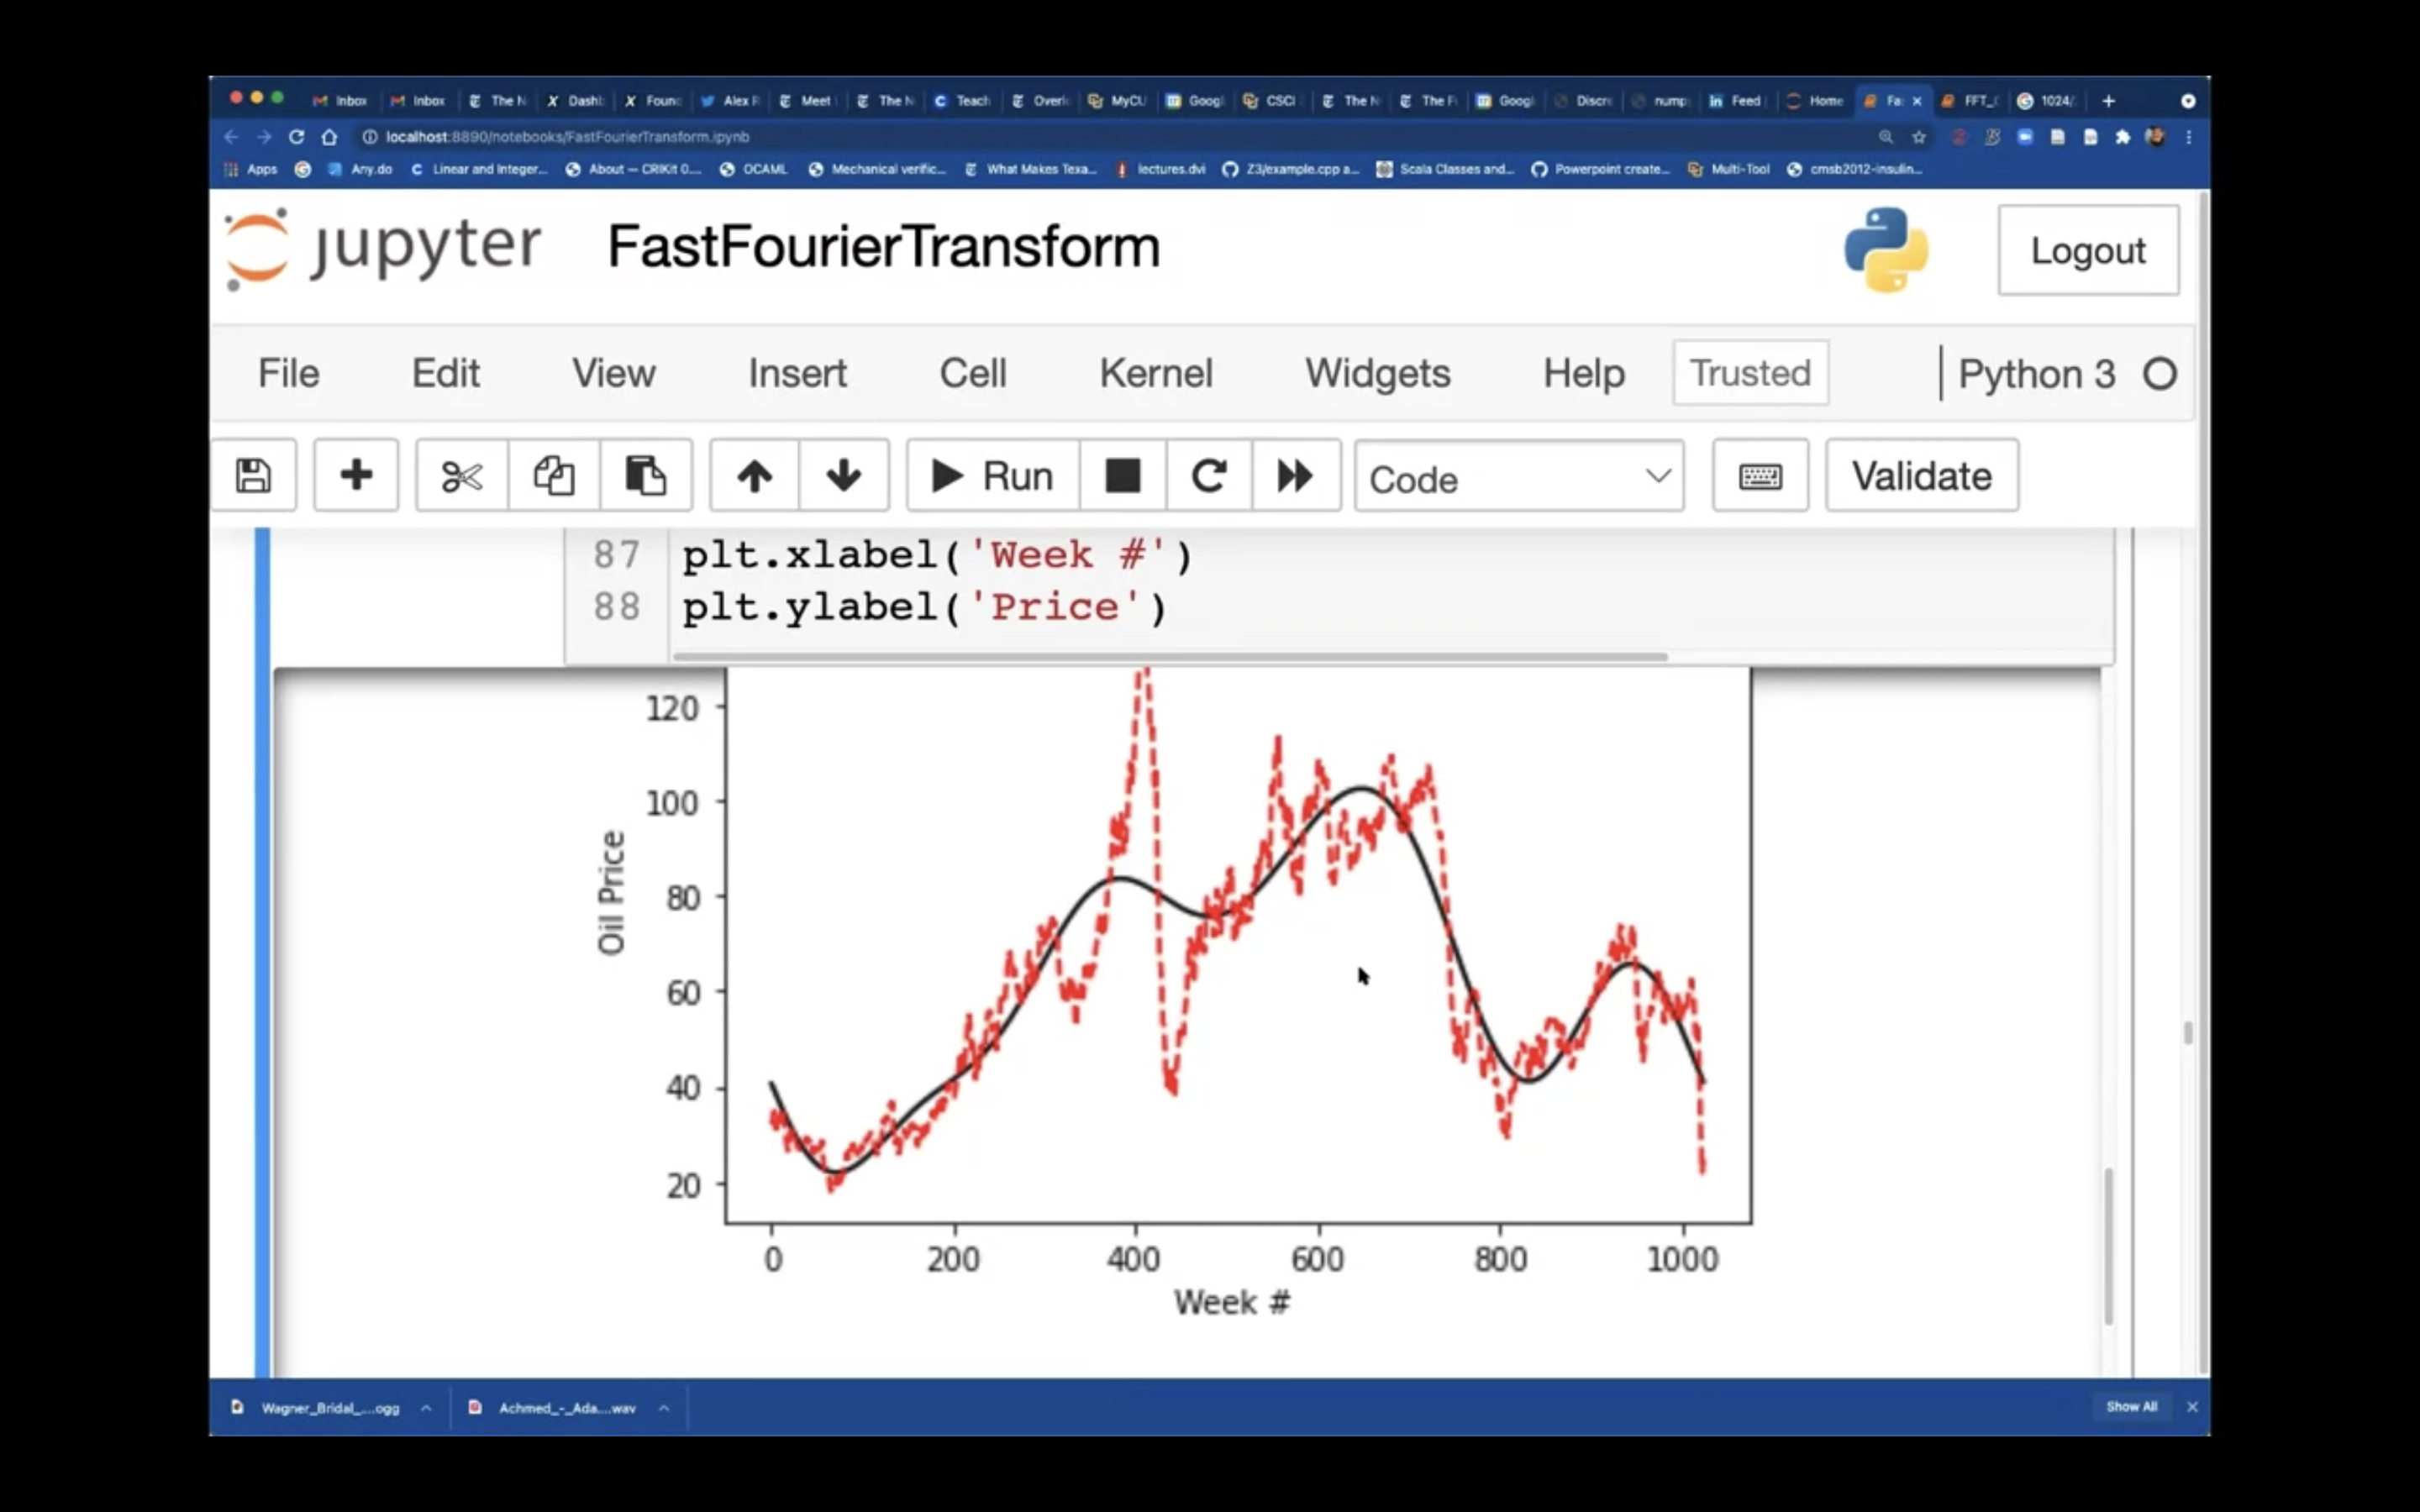 Inbox Inbox The N Dashb Found Alex R Meet The N Teach Overl MyCU Googl CSCI The N The Fi Googl Discre nump Feed Home Fa FFT_ 1024/
localhost:8890/notebooks/FastFourierTransform.ipynb
Apps Any.do Linear and Integer... About — CRIKit 0.... OCAML Mechanical verific... What Makes Texa... lectures.dvi Z3/example.cpp a... Scala Classes and... Powerpoint create... Multi-Tool cmsb2012-insulin...
jupyter FastFourierTransform Logout
File Edit View Insert Cell Kernel Widgets Help Trusted Python 3
Run Code Validate
87 plt.xlabel('Week #')
88 plt.ylabel('Price')
120
100
80
60
40
20
Oil Price
0 200 400 600 800 1000
Week #
Wagner_Bridal_....ogg Achmed_-_Ada....wav Show All